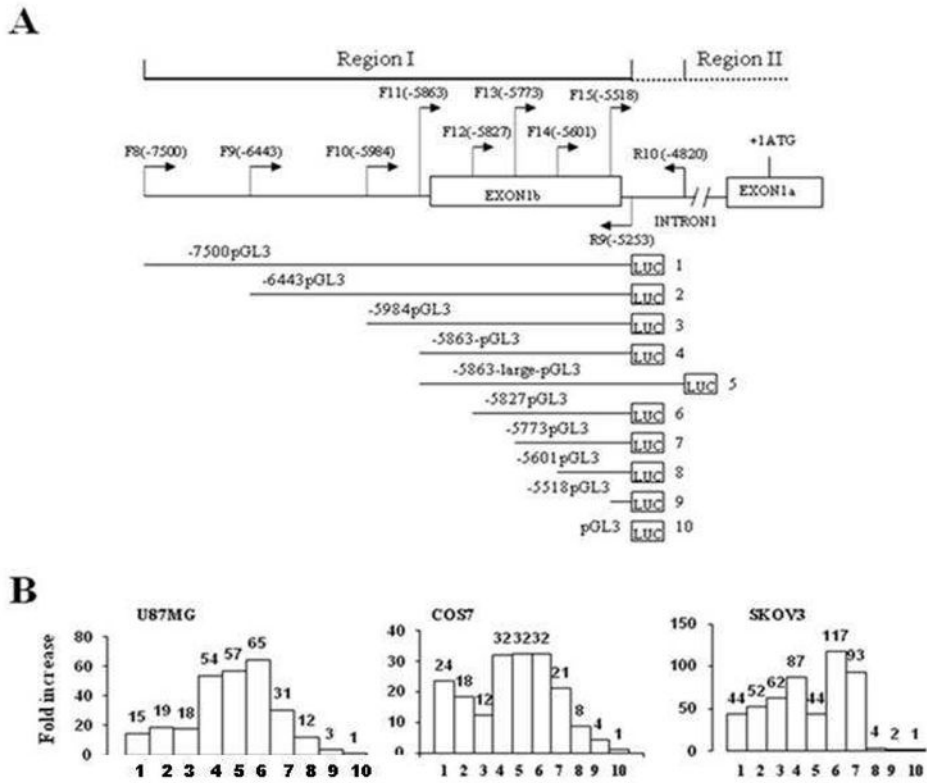 A
Region I
Region II
F11(-5863)
F13(-5773)
F15(-5518)
F12(-5827)
F14(-5601)
+1ATG
F8(-7500)
F9(-6443)
F10(-5984)
R10(-4820)
EXON1b
EXON1a
INTRON1
R9(-5253)
-7500pGL3
LUC 1
-6443pGL3
LUC 2
-5984pGL3
LUC 3
-5863-pGL3
LUC 4
-5863-large-pGL3
LUC 5
-5827pGL3
LUC 6
-5773pGL3
LUC 7
-5601pGL3
LUC 8
-5518pGL3
LUC 9
pGL3 LUC 10
B
U87MG
Fold increase
80
60
40
20
0
15 19 18 54 57 65 31 12 3 1
1 2 3 4 5 6 7 8 9 10
COS7
40
30
20
10
0
24 18 12 32 32 32 21 8 4 1
1 2 3 4 5 6 7 8 9 10
SKOV3
150
100
50
0
44 52 62 87 44 117 93 4 2 1
1 2 3 4 5 6 7 8 9 10